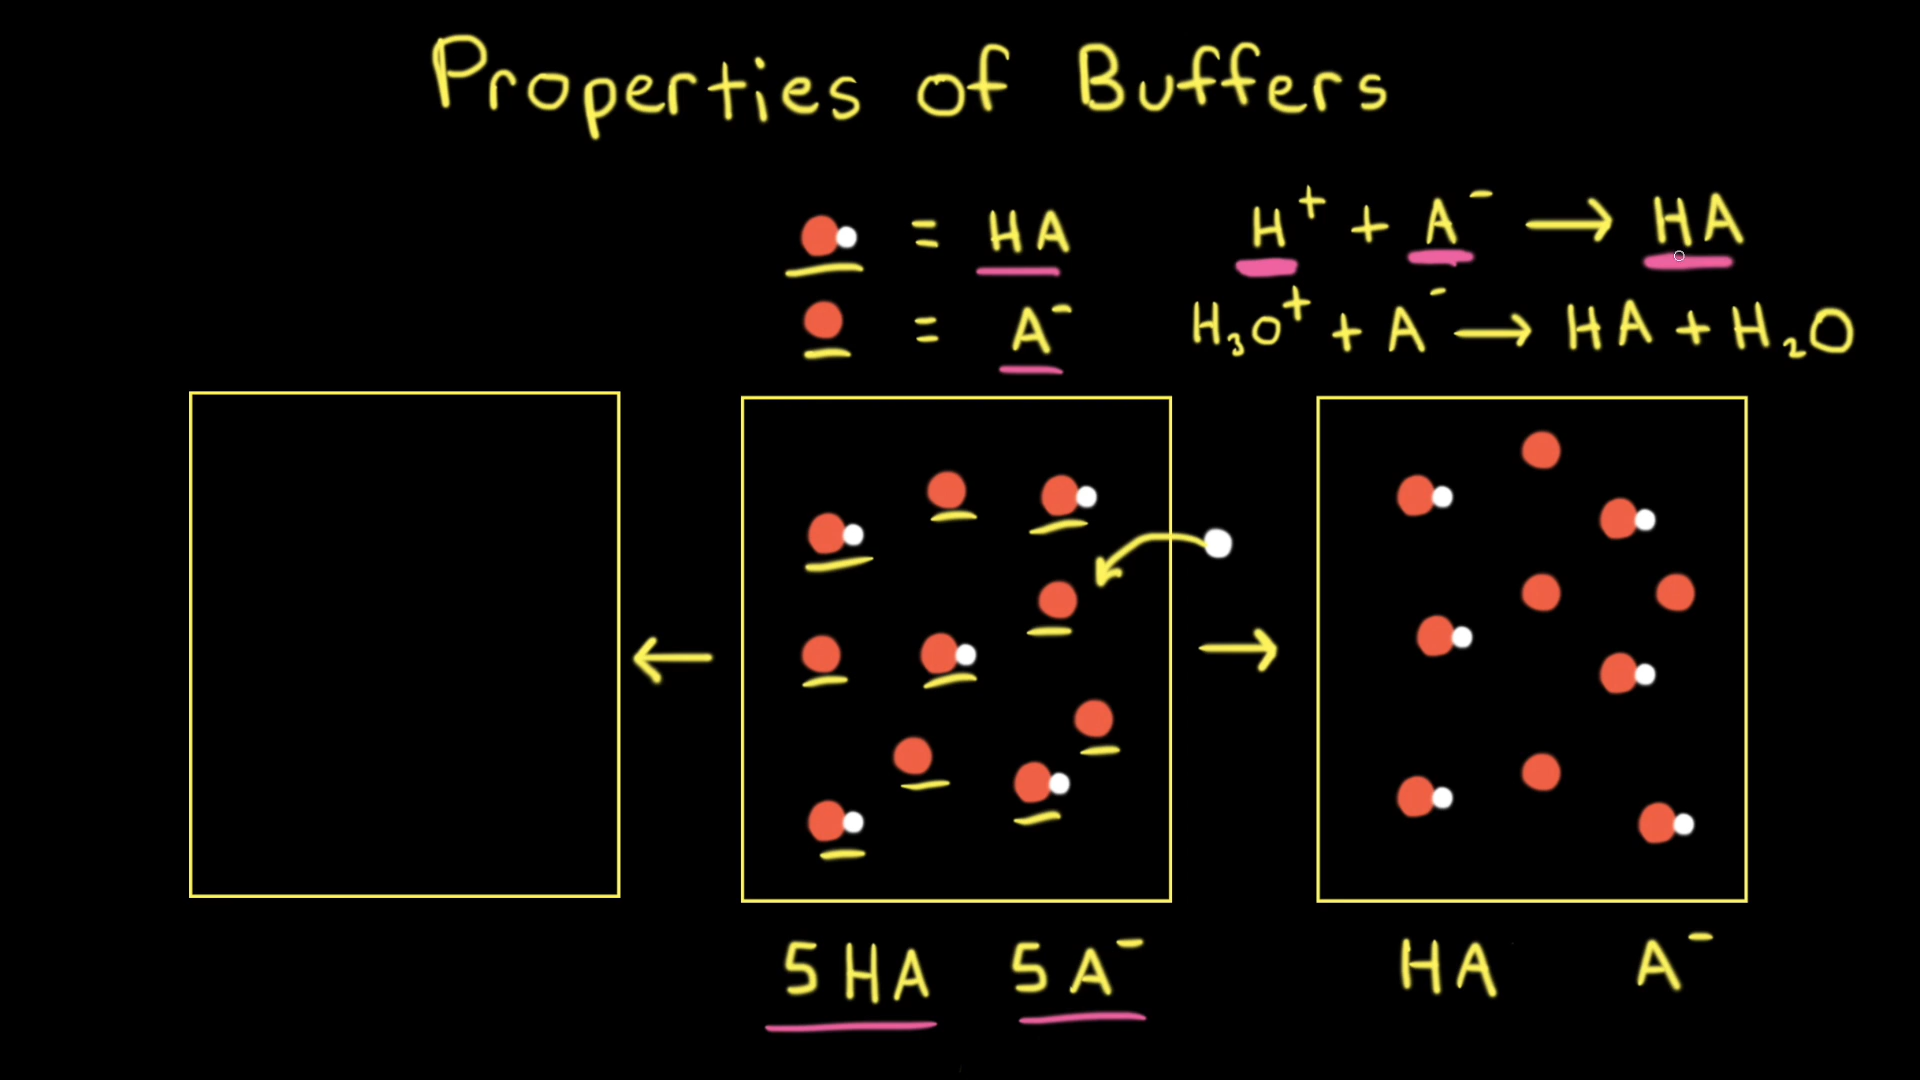 Properties of Buffers
= HA
= A⁻
H⁺ + A⁻ → HA
H₃O⁺ + A⁻ → HA + H₂O
5 HA 5 A⁻
HA A⁻